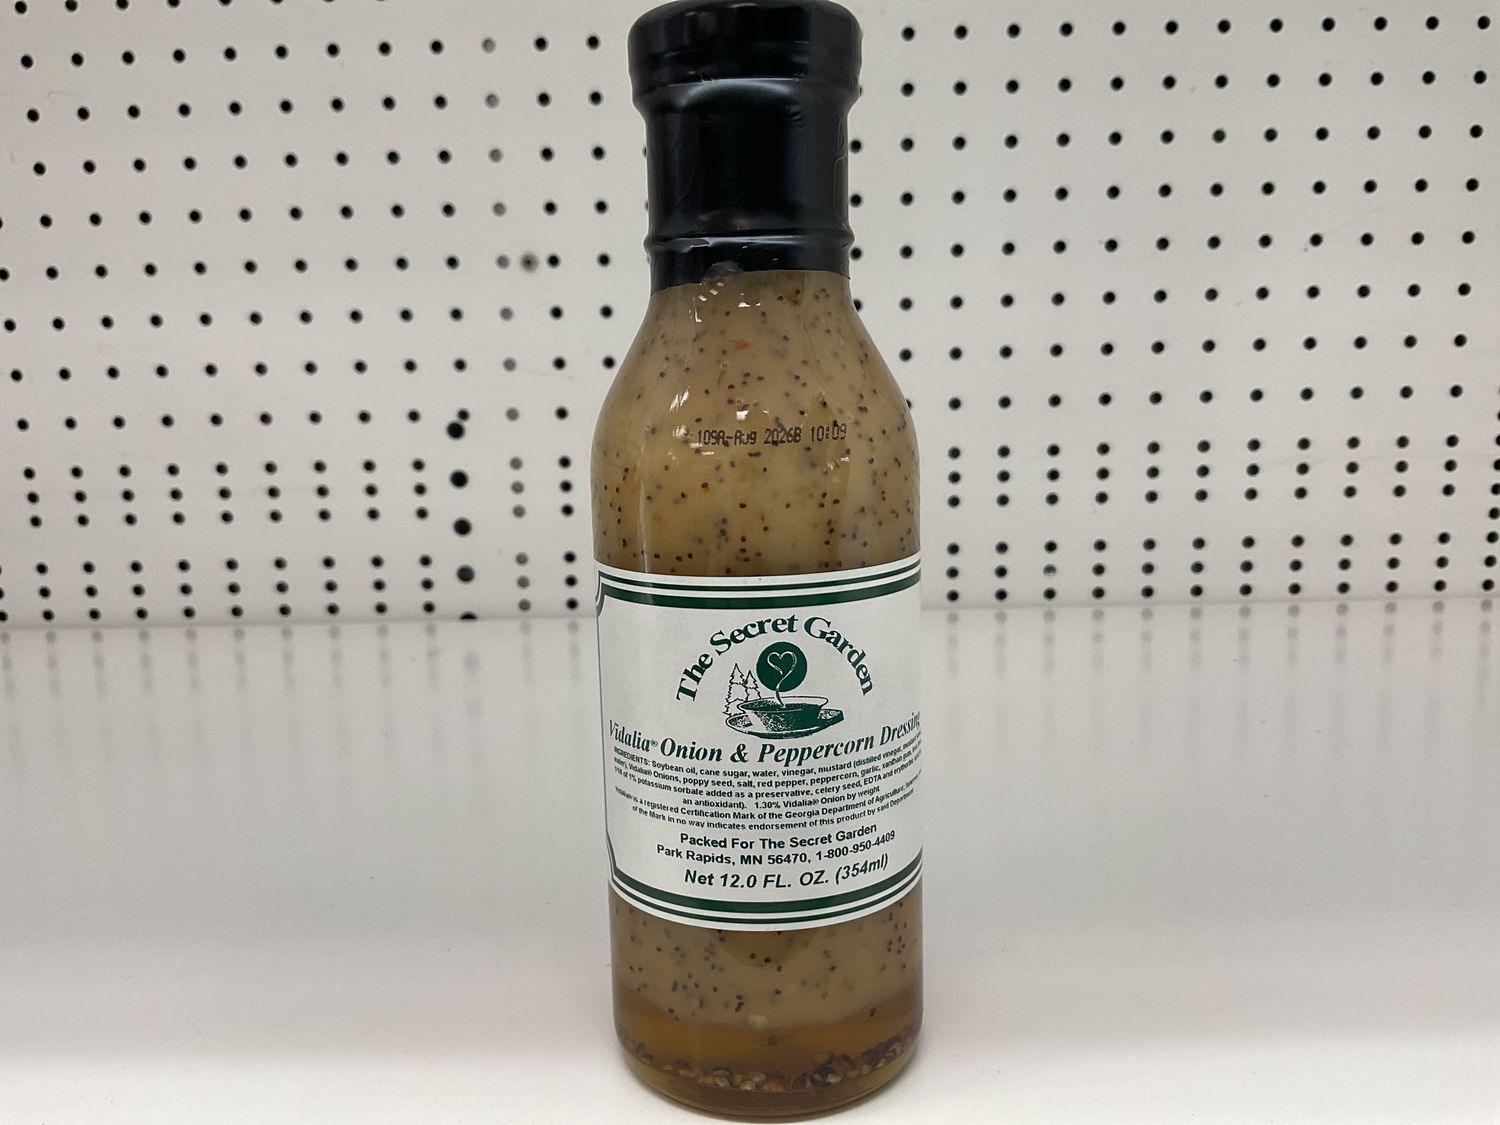 109A-Aug 2026B 10:09
The Secret Garden
Vidalia® Onion & Peppercorn Dressing
INGREDIENTS: Soybean oil, cane sugar, water, vinegar, mustard (distilled vinegar, mustard
water), Vidalia® Onions, poppy seed, salt, red pepper, peppercorn, garlic, xanthan gum,
1/10 of 1% potassium sorbate added as a preservative, celery seed, EDTA and
an antioxidant). 1.30% Vidalia® Onion by weight.
Vidalia® is a registered Certification Mark of the Georgia Department of Agriculture,
of the Mark in no way indicates endorsement of this product by said Department
Packed For The Secret Garden
Park Rapids, MN 56470, 1-800-950-4409
Net 12.0 FL. OZ. (354ml)